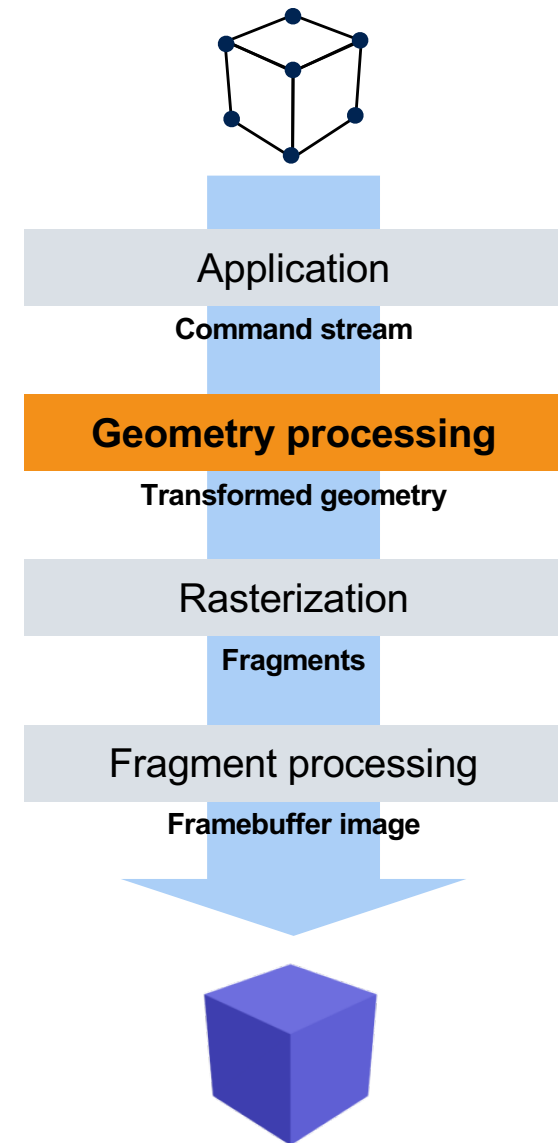 Application
Command stream
Geometry processing
Transformed geometry
Rasterization
Fragments
Fragment processing
Framebuffer image